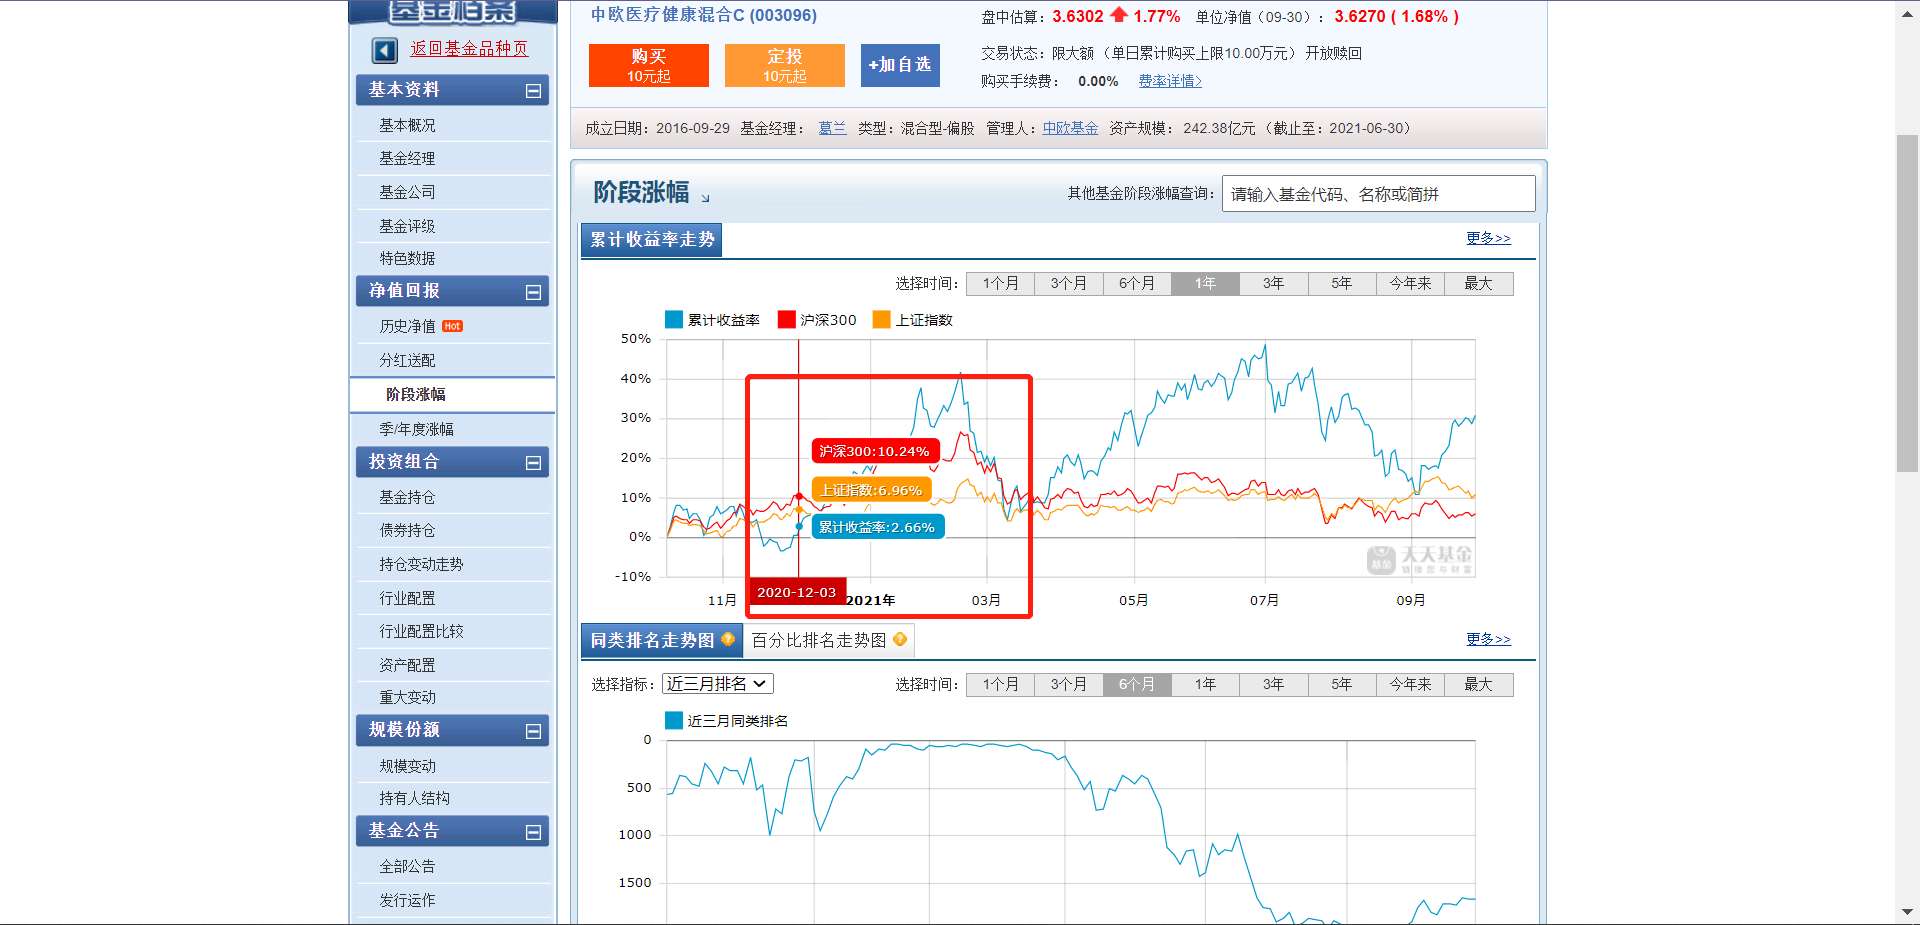 基金档案
返回基金品种页
基本资料
基本概况
基金经理
基金公司
基金评级
特色数据
净值回报
历史净值 Hot
分红送配
阶段涨幅
季/年度涨幅
投资组合
基金持仓
债券持仓
持仓变动走势
行业配置
行业配置比较
资产配置
重大变动
规模份额
规模变动
持有人结构
基金公告
全部公告
发行运作
中欧医疗健康混合C (003096)
购买
10元起
定投
10元起
+加自选
盘中估算：3.6302 1.77% 单位净值（09-30）：3.6270 ( 1.68% )
交易状态：限大额 （单日累计购买上限10.00万元） 开放赎回
购买手续费： 0.00% 费率详情>
成立日期：2016-09-29 基金经理： 葛兰 类型：混合型-偏股 管理人：中欧基金 资产规模： 242.38亿元 （截止至：2021-06-30）
阶段涨幅
其他基金阶段涨幅查询：
请输入基金代码、名称或简拼
累计收益率走势
更多>>
选择时间： 1个月 3个月 6个月 1年 3年 5年 今年来 最大
累计收益率 沪深300 上证指数
50%
40%
30%
20%
10%
0%
-10%
沪深300:10.24%
上证指数:6.96%
累计收益率:2.66%
天天基金
基金
链接您与财富
11月 2020-12-03 2021年 03月 05月 07月 09月
同类排名走势图 ? 百分比排名走势图 ?
更多>>
选择指标： 近三月排名
选择时间： 1个月 3个月 6个月 1年 3年 5年 今年来 最大
近三月同类排名
0
500
1000
1500